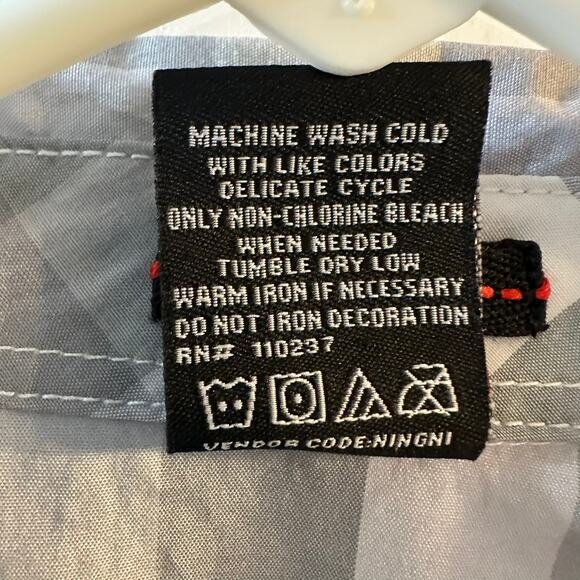 MACHINE WASH COLD
WITH LIKE COLORS
DELICATE CYCLE
ONLY NON-CHLORINE BLEACH
WHEN NEEDED
TUMBLE DRY LOW
WARM IRON IF NECESSARY
DO NOT IRON DECORATION
RN# 110237
VENDOR CODE:NINGNI